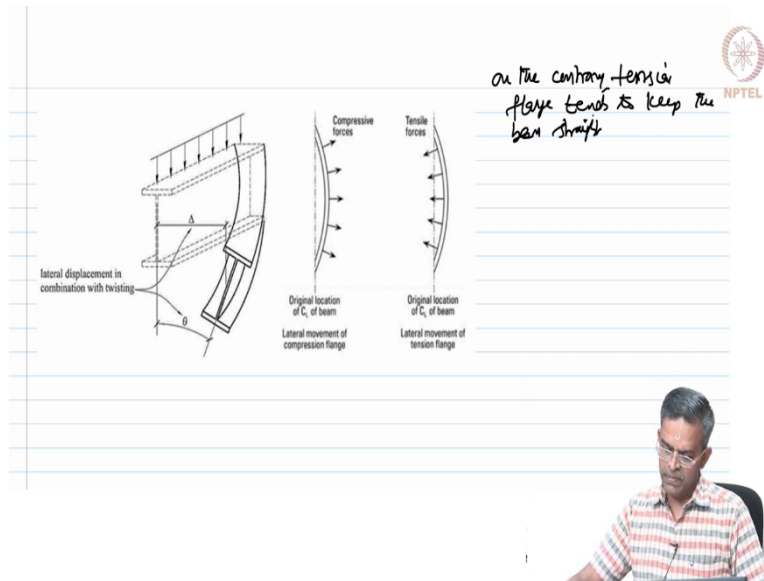 on the contrary tension
flange tends to keep the
beam straight
NPTEL
Compressive
forces
Tensile
forces
Δ
lateral displacement in
combination with twisting
θ
Original location
of CL of beam
Lateral movement of
compression flange
Original location
of CL of beam
Lateral movement of
tension flange